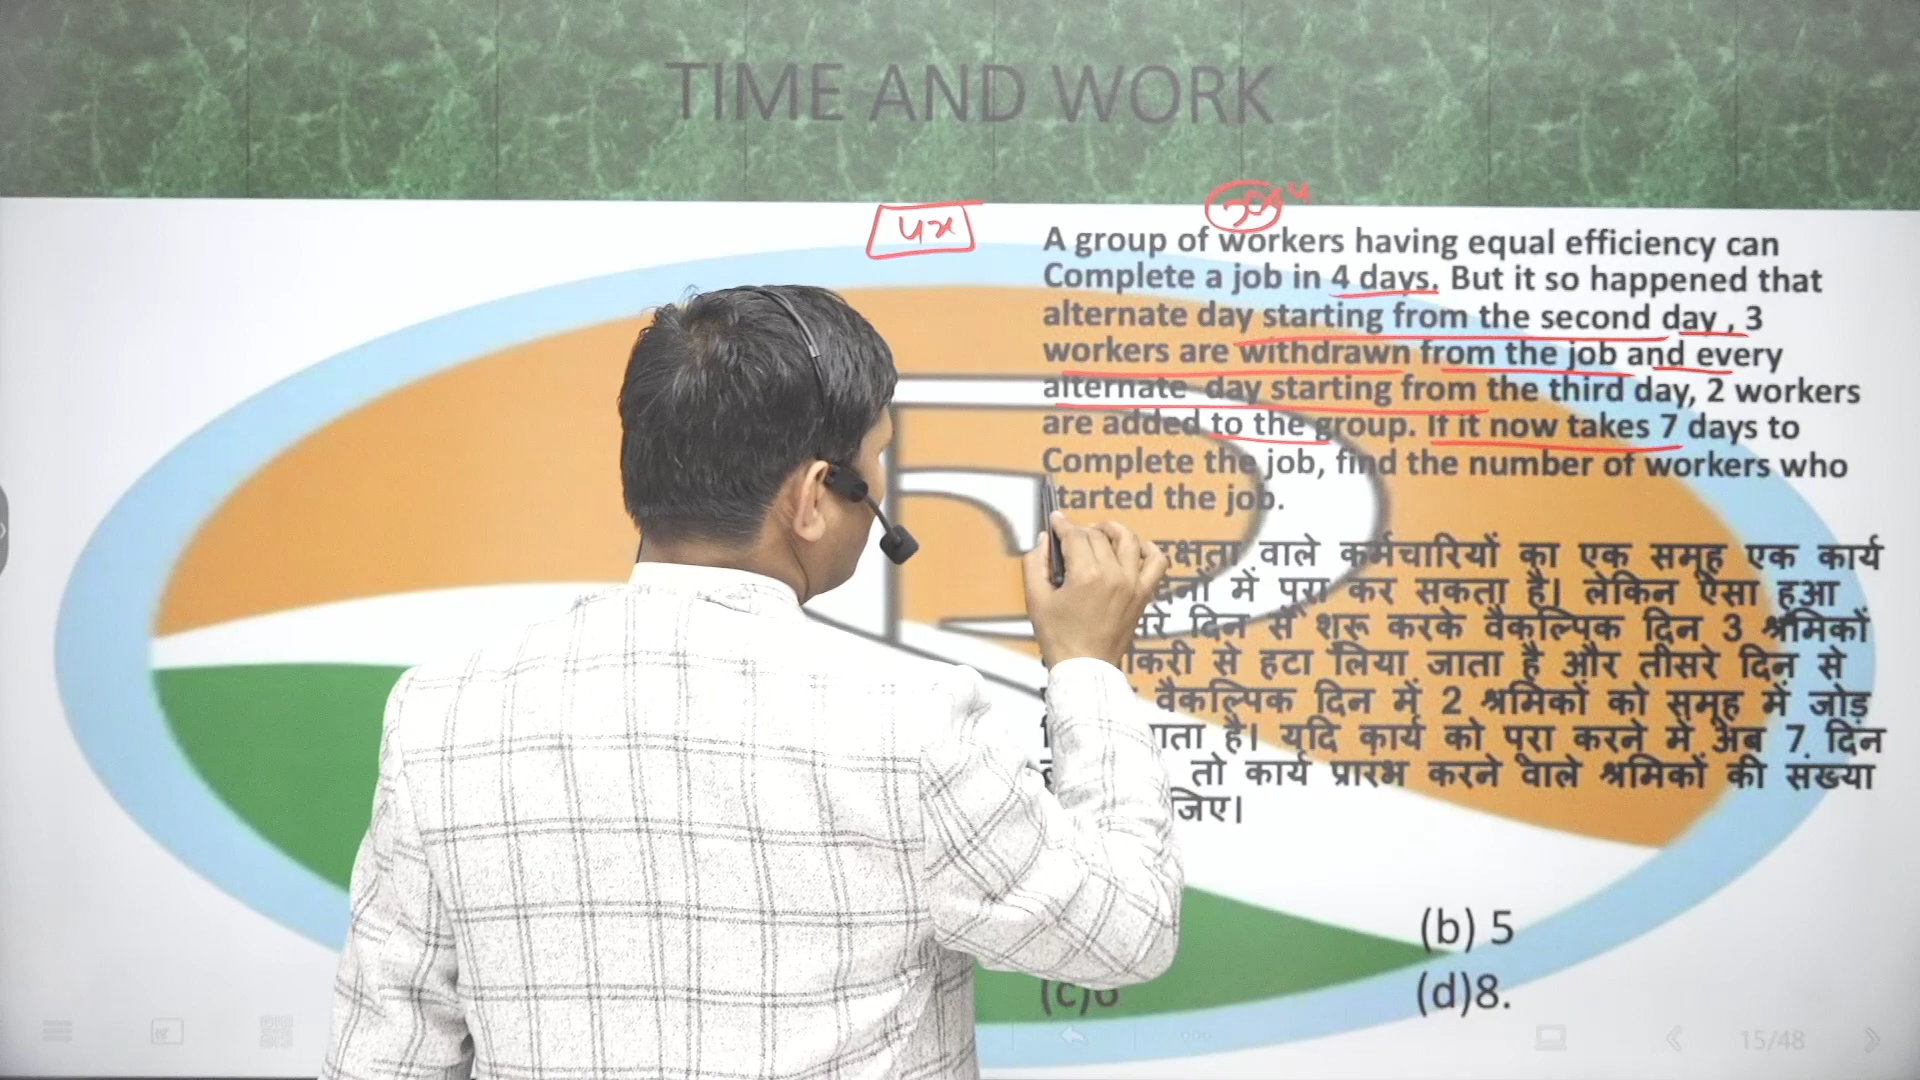 TIME AND WORK
4x
A group of workers having equal efficiency can
Complete a job in 4 days. But it so happened that
alternate day starting from the second day , 3
workers are withdrawn from the job and every
alternate day starting from the third day, 2 workers
are added to the group. If it now takes 7 days to
Complete the job, find the number of workers who
tarted the job.
दक्षता वाले कर्मचारियों का एक समूह एक कार्य
में पूरा कर सकता है। लेकिन ऐसा हुआ
दिन से शुरू करके वैकल्पिक दिन 3 श्रमिकों
से हटा लिया जाता है और तीसरे दिन से
वैकल्पिक दिन में 2 श्रमिकों को समूह में जोड़
है। यदि कार्य को पूरा करने में अब 7 दिन
तो कार्य प्रारंभ करने वाले श्रमिकों की संख्या
(b) 5
(c)6
(d)8.
15/48